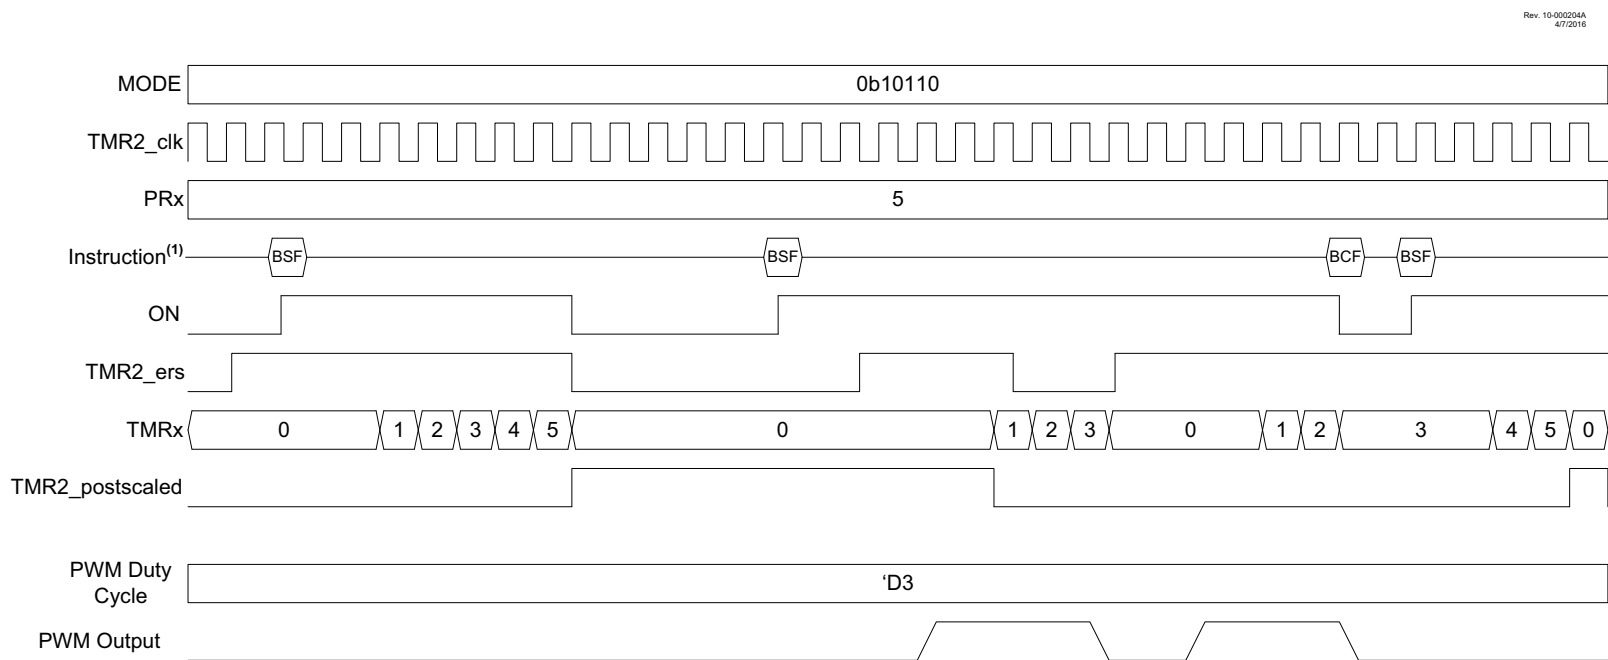 Rev. 10-000204A
4/7/2016
MODE 0b10110
TMR2_clk
PRx 5
Instruction(1) BSF BSF BCF BSF
ON
TMR2_ers
TMRx 0 1 2 3 4 5 0 1 2 3 0 1 2 3 4 5 0
TMR2_postscaled
PWM Duty
Cycle
‘D3
PWM Output